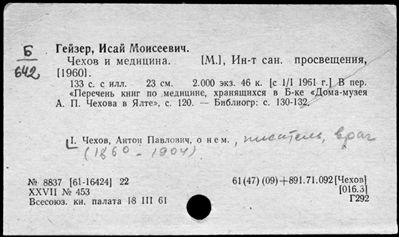 Б
642
Гейзер, Исай Моисеевич.
Чехов и медицина. [М.], Ин-т сан. просвещения,
[1960].
133 с. с илл. 23 см. 2.000 экз. 46 к. [с 1/I 1961 г.] В пер.
«Перечень книг по медицине, хранящихся в Б-ке «Дома-музея
А. П. Чехова в Ялте», с. 120. — Библиогр: с. 130-132.
I. Чехов, Антон Павлович, о нем., писатель, врач
(1860 - 1904).
№ 8837 [61-16424] 22 61(47)(09)+891.71.092[Чехов]
XXVII № 453 [016.3]
Всесоюз. кн. палата 18 III 61 Г292